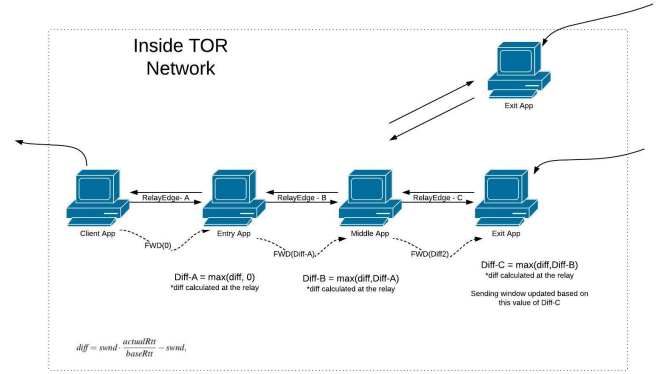 Inside TOR
Network
Exit App
RelayEdge- A
RelayEdge - B
RelayEdge - C
Client App
Entry App
Middle App
Exit App
FWD(0)
FWD(Diff-A)
FWD(Diff2)
Diff-A = max(diff, 0)
*diff calculated at the relay
Diff-B = max(diff,Diff-A)
*diff calculated at the relay
Diff-C = max(diff,Diff-B)
*diff calculated at the relay
Sending window updated based on
this value of Diff-C
diff = swnd · actualRtt / baseRtt − swnd,